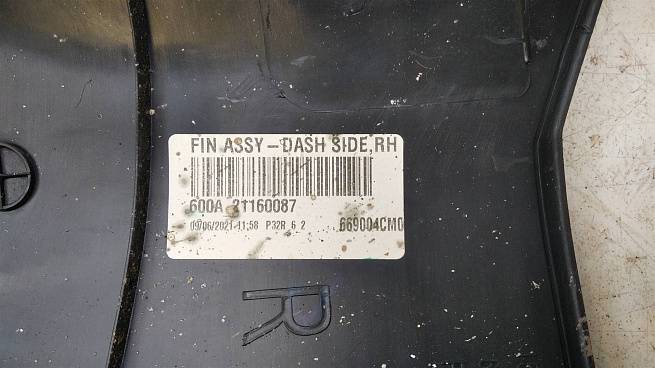 FIN ASSY-DASH SIDE,RH
600A 21160087
09/06/2021-11:58 P32R 6 2 669004CM0
R